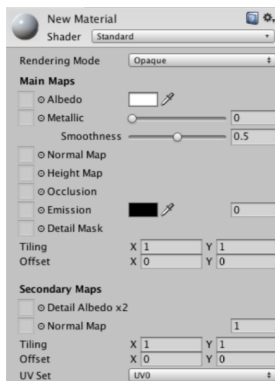 New Material
Shader Standard
Rendering Mode Opaque
Main Maps
Albedo
Metallic 0
Smoothness 0.5
Normal Map
Height Map
Occlusion
Emission 0
Detail Mask
Tiling X 1 Y 1
Offset X 0 Y 0
Secondary Maps
Detail Albedo x2
Normal Map 1
Tiling X 1 Y 1
Offset X 0 Y 0
UV Set UV0